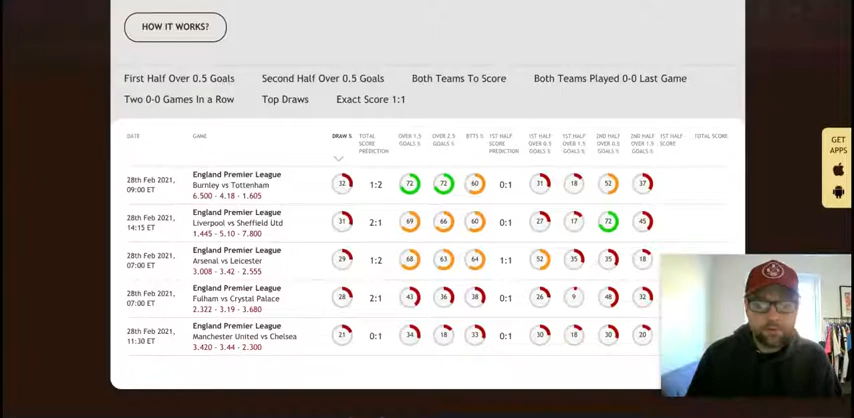 HOW IT WORKS?
First Half Over 0.5 Goals
Second Half Over 0.5 Goals
Both Teams To Score
Both Teams Played 0-0 Last Game
Two 0-0 Games In a Row
Top Draws
Exact Score 1:1
GET
APPS
DATE
GAME
DRAW %
TOTAL
SCORE
PREDICTION
OVER 1.5
GOALS %
OVER 2.5
GOALS %
BTTS %
1ST HALF
SCORE
PREDICTION
1ST HALF
OVER 0.5
GOALS %
1ST HALF
OVER 1.5
GOALS %
2ND HALF
OVER 0.5
GOALS %
2ND HALF
OVER 1.5
GOALS %
1ST HALF
SCORE
TOTAL SCORE
28th Feb 2021,
09:00 ET
England Premier League
Burnley vs Tottenham
6.500 - 4.18 - 1.605
32 1:2 72 72 60 0:1 31 18 52 37
28th Feb 2021,
14:15 ET
England Premier League
Liverpool vs Sheffield Utd
1.445 - 5.10 - 7.800
31 2:1 69 66 60 0:1 27 17 72 45
28th Feb 2021,
07:00 ET
England Premier League
Arsenal vs Leicester
3.008 - 3.42 - 2.555
29 1:2 68 63 64 1:1 52 35 35 18
28th Feb 2021,
07:00 ET
England Premier League
Fulham vs Crystal Palace
2.322 - 3.19 - 3.680
28 2:1 43 36 38 0:1 26 9 48 32
28th Feb 2021,
11:30 ET
England Premier League
Manchester United vs Chelsea
3.420 - 3.44 - 2.300
21 0:1 34 18 33 0:1 30 18 30 20